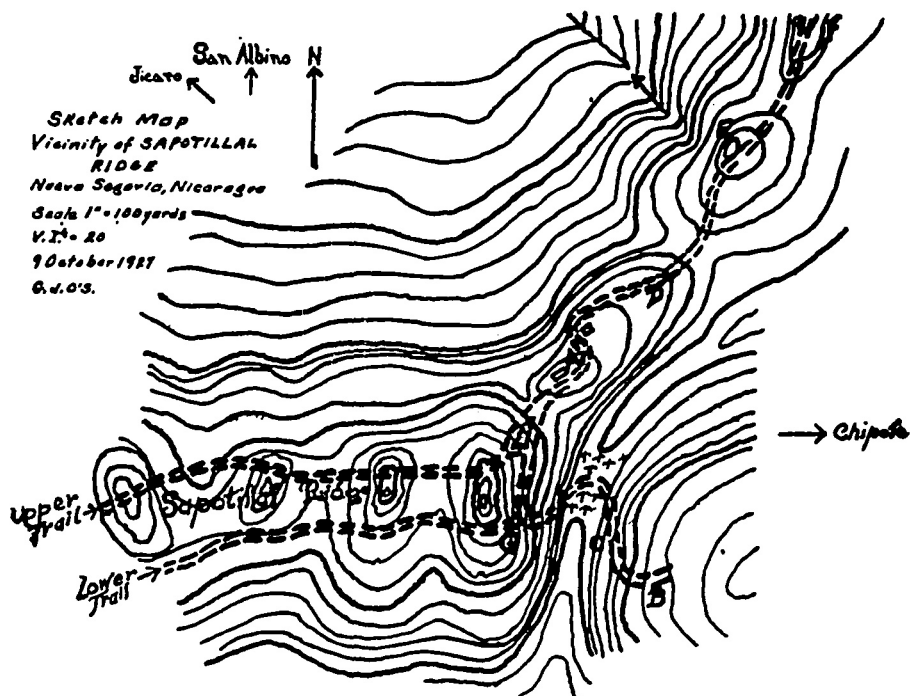 San Albino N
Jicaro
Sketch Map
Vicinity of SAPOTILLAL
RIDGE
Nueva Segovia, Nicaragua
Scale 1" = 100 yards
V.I. = 20
9 October 1927
G.J.O'S.
Chipote
Upper
Trail
Sapotillal Ridge
Lower
Trail
D
B